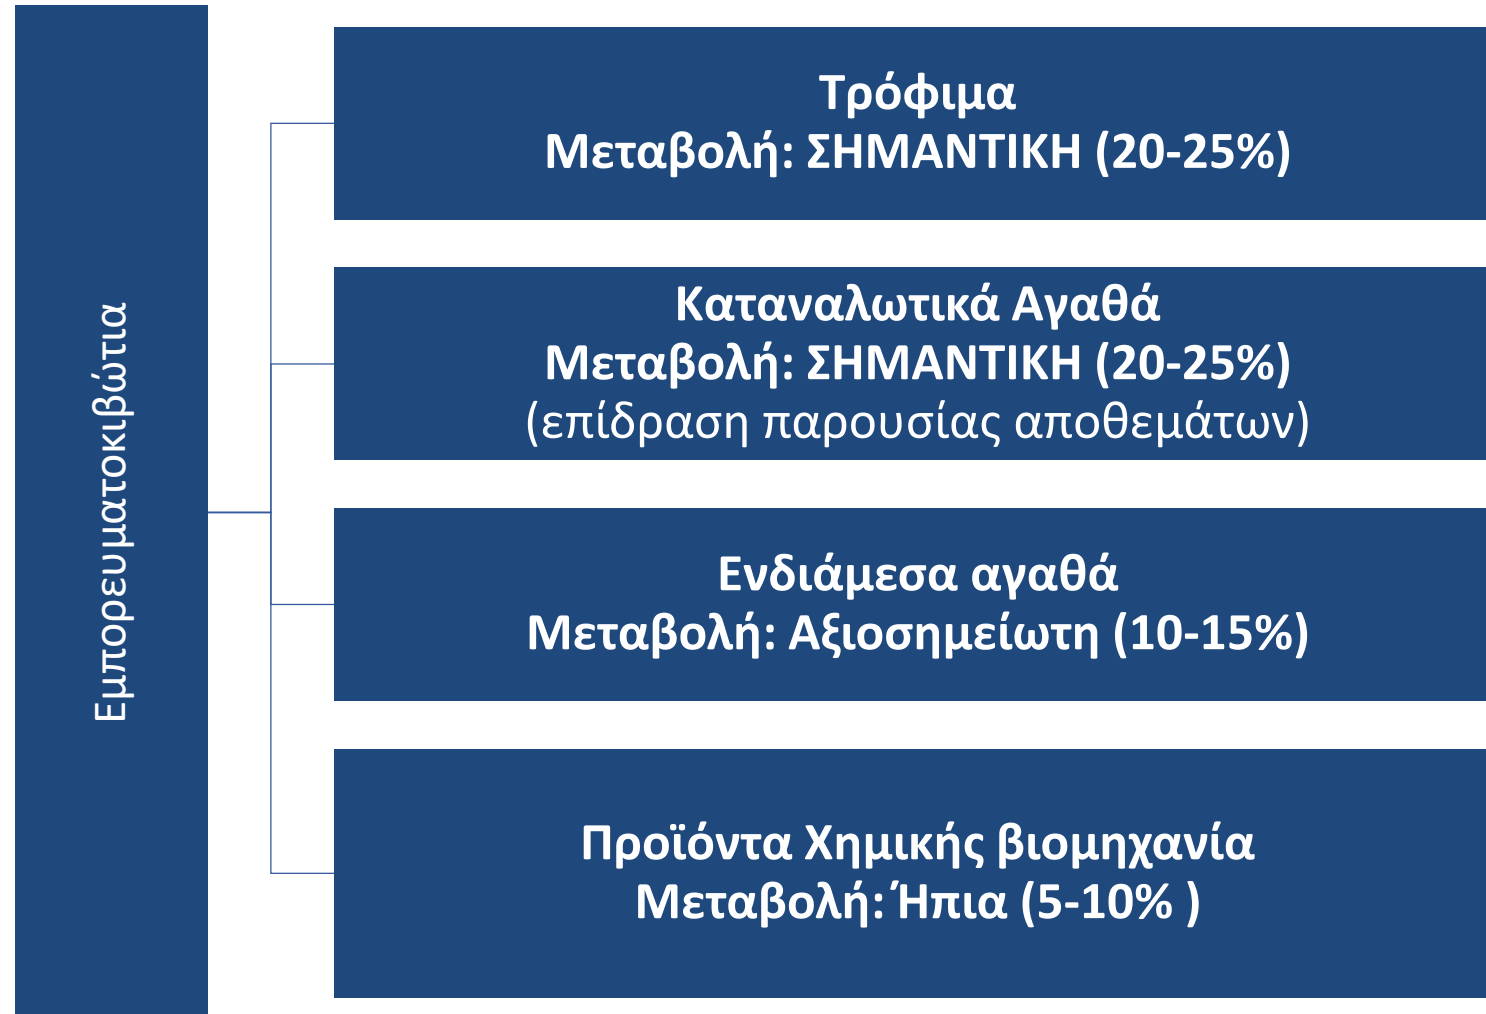 Εμπορευματοκιβώτια
Τρόφιμα
Μεταβολή: ΣΗΜΑΝΤΙΚΗ (20-25%)
Καταναλωτικά Αγαθά
Μεταβολή: ΣΗΜΑΝΤΙΚΗ (20-25%)
(επίδραση παρουσίας αποθεμάτων)
Ενδιάμεσα αγαθά
Μεταβολή: Αξιοσημείωτη (10-15%)
Προϊόντα Χημικής βιομηχανία
Μεταβολή: Ήπια (5-10% )